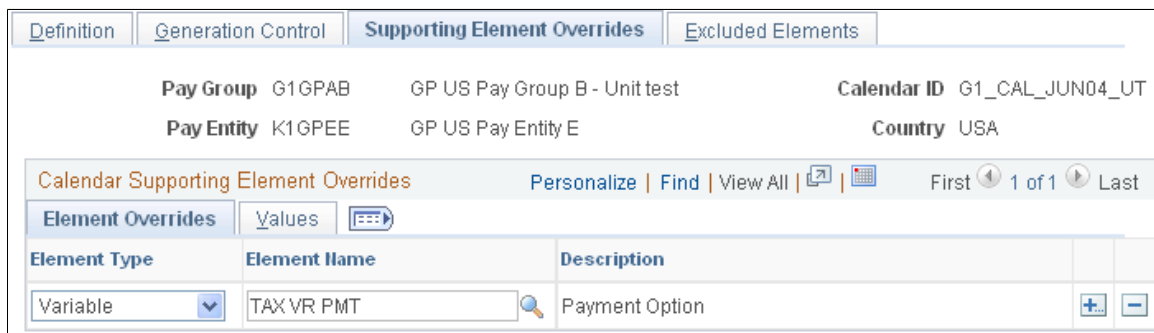 Definition Generation Control Supporting Element Overrides Excluded Elements
Pay Group G1GPAB GP US Pay Group B - Unit test Calendar ID G1_CAL_JUN04_UT
Pay Entity K1GPEE GP US Pay Entity E Country USA
Calendar Supporting Element Overrides Personalize | Find | View All | | First 1 of 1 Last
Element Overrides Values
Element Type Element Name Description
Variable TAX VR PMT Payment Option